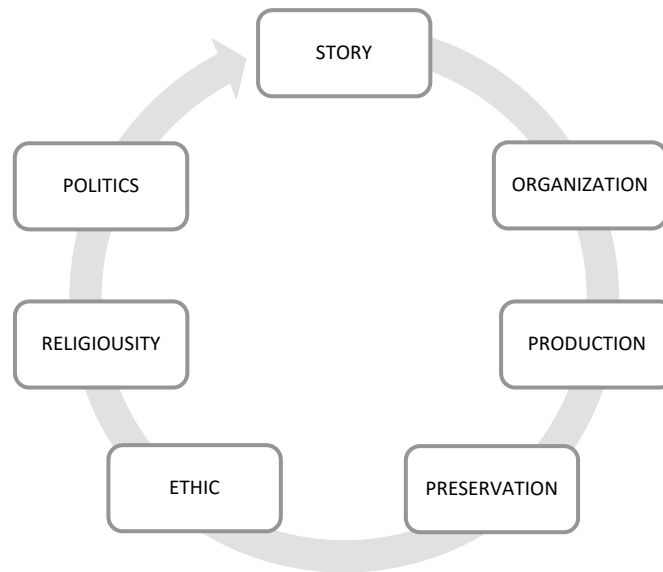 STORY
ORGANIZATION
PRODUCTION
PRESERVATION
ETHIC
RELIGIOUSITY
POLITICS